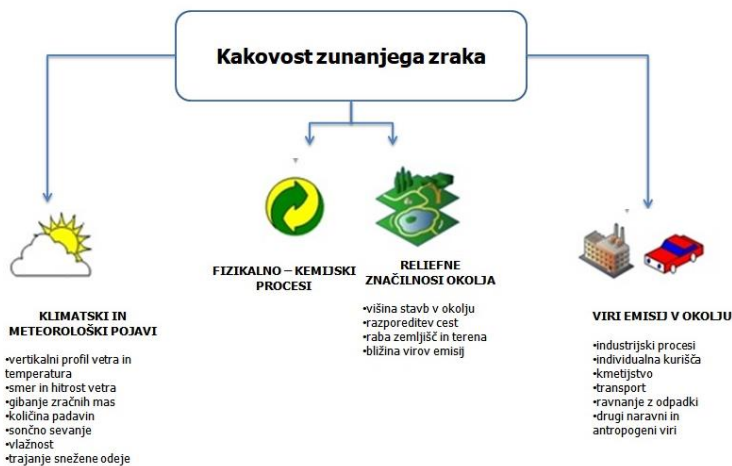 Kakovost zunanjega zraka
KLIMATSKI IN
METEOROLOŠKI POJAVI
•vertikalni profil vetra in
temperatura
•smer in hitrost vetra
•gibanje zračnih mas
•količina padavin
•sončno sevanje
•vlažnost
•trajanje snežene odeje
FIZIKALNO – KEMIJSKI
PROCESI
RELIEFNE
ZNAČILNOSTI OKOLJA
•višina stavb v okolju
•razporeditev cest
•raba zemljišč in terena
•bližina virov emisij
VIRI EMISIJ V OKOLJU
•industrijski procesi
•individualna kurišča
•kmetijstvo
•transport
•ravnanje z odpadki
•drugi naravni in
antropogeni viri